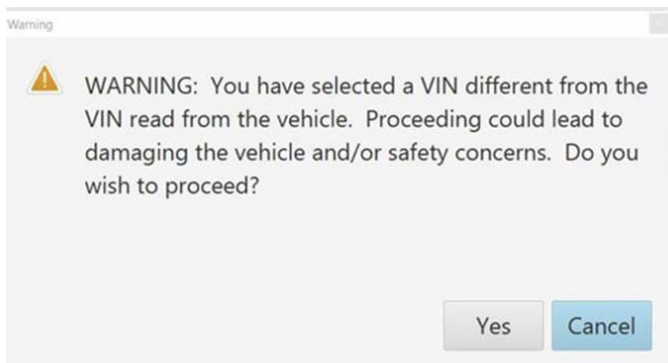 Warning
WARNING: You have selected a VIN different from the
VIN read from the vehicle. Proceeding could lead to
damaging the vehicle and/or safety concerns. Do you
wish to proceed?
Yes
Cancel